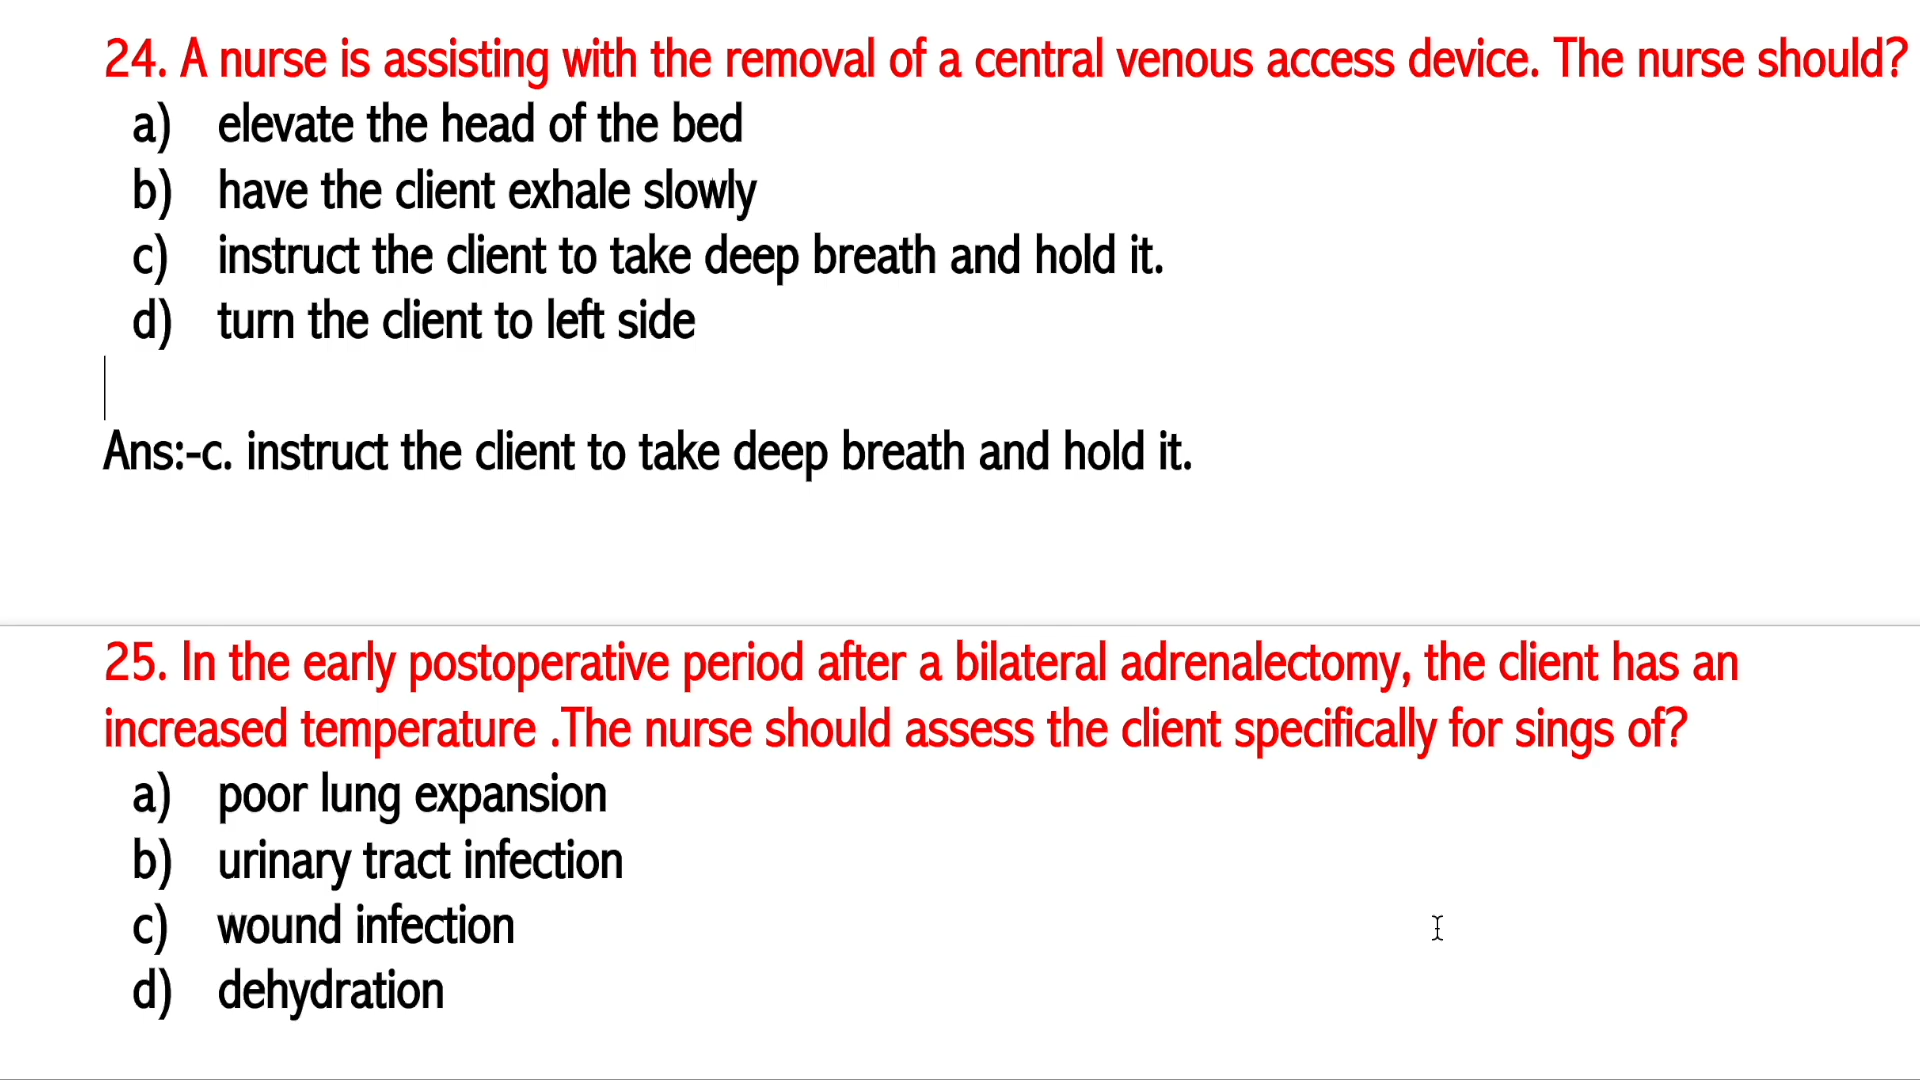 24. A nurse is assisting with the removal of a central venous access device. The nurse should?
a) elevate the head of the bed
b) have the client exhale slowly
c) instruct the client to take deep breath and hold it.
d) turn the client to left side
Ans:-c. instruct the client to take deep breath and hold it.
25. In the early postoperative period after a bilateral adrenalectomy, the client has an
increased temperature .The nurse should assess the client specifically for sings of?
a) poor lung expansion
b) urinary tract infection
c) wound infection
d) dehydration